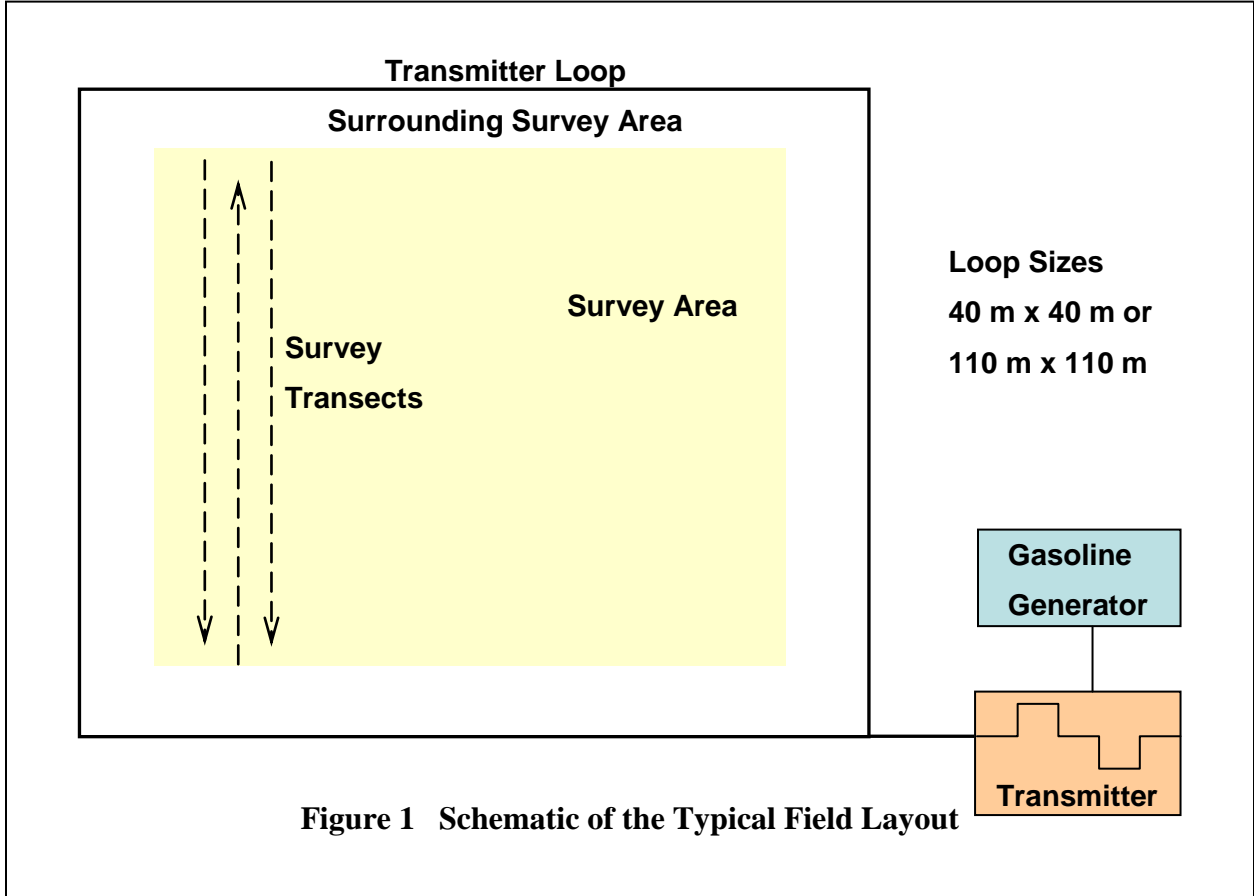 Transmitter Loop
Surrounding Survey Area
Survey Area
Survey
Transects
Loop Sizes
40 m x 40 m or
110 m x 110 m
Gasoline
Generator
Transmitter
Figure 1 Schematic of the Typical Field Layout